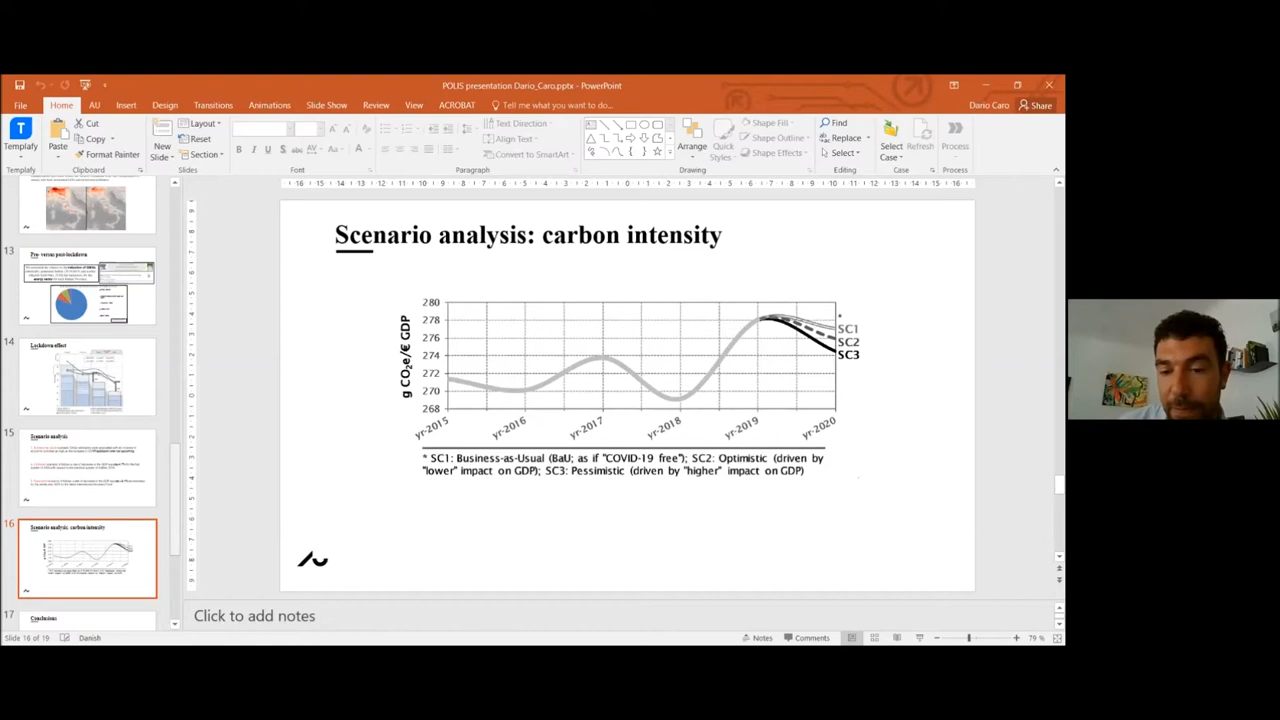 POLIS presentation Dario_Caro.pptx - PowerPoint
File Home AU Insert Design Transitions Animations Slide Show Review View ACROBAT Tell me what you want to do... Dario Caro Share
Templafy
Paste
Cut
Copy
Format Painter
Clipboard
New Slide
Layout
Reset
Section
Slides
Font
Text Direction
Align Text
Convert to SmartArt
Paragraph
Arrange
Quick Styles
Shape Fill
Shape Outline
Shape Effects
Drawing
Find
Replace
Select
Editing
Select Case
Refresh
Case
Process
Process
13
Pre- versus post-lockdown
14
Lockdown effect
15
Scenario analysis
16
Scenario analysis: carbon intensity
17
Conclusions
Scenario analysis: carbon intensity
g CO₂e/€ GDP
280
278
276
274
272
270
268
yr-2015 yr-2016 yr-2017 yr-2018 yr-2019 yr-2020
*
SC1
SC2
SC3
* SC1: Business-as-Usual (BaU; as if "COVID-19 free"); SC2: Optimistic (driven by
"lower" impact on GDP); SC3: Pessimistic (driven by "higher" impact on GDP)
Click to add notes
Slide 16 of 19 Danish Notes Comments 79 %